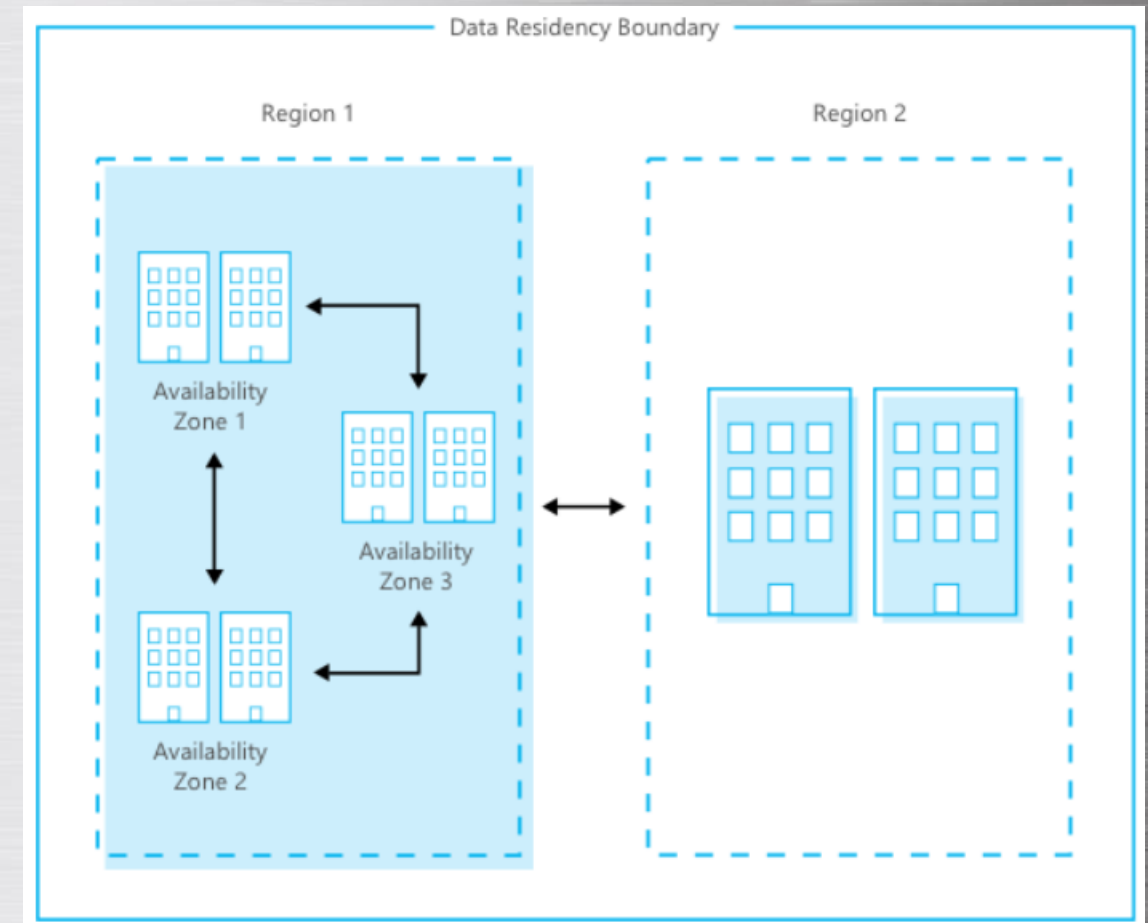 Data Residency Boundary
Region 1
Region 2
Availability
Zone 1
Availability
Zone 3
Availability
Zone 2